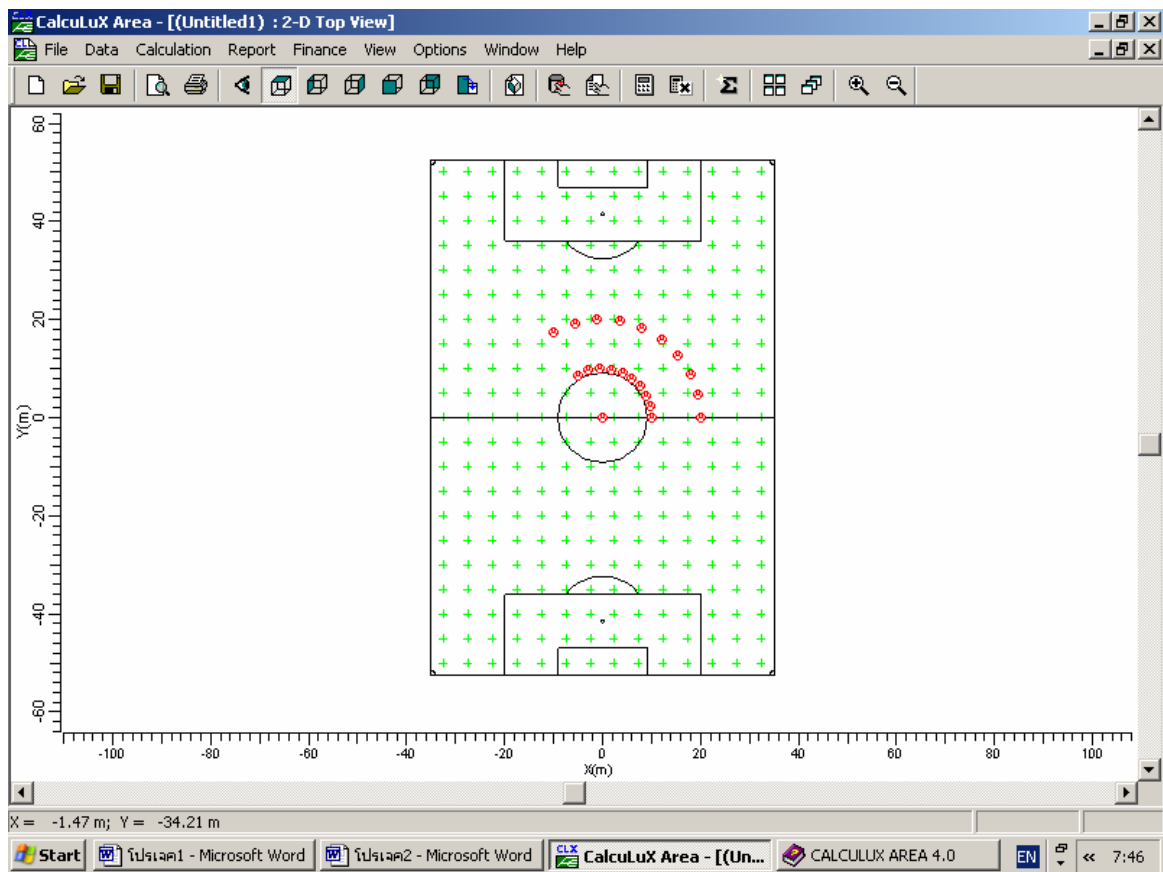 CalcuLuX Area - [(Untitled1) : 2-D Top View]
File Data Calculation Report Finance View Options Window Help
60
40
20
0
-20
-40
-60
Y(m)
-100 -80 -60 -40 -20 0 20 40 60 80 100
X(m)
X = -1.47 m; Y = -34.21 m
Start โปรเจค1 - Microsoft Word โปรเจค2 - Microsoft Word CLX CalcuLuX Area - [(Un... CALCULUX AREA 4.0 EN « 7:46